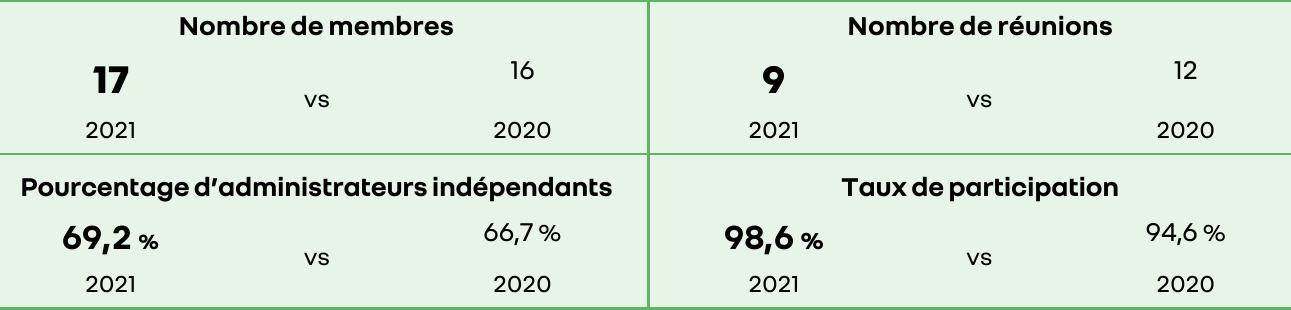 Nombre de membres
17
vs
16
2021
2020
Nombre de réunions
9
vs
12
2021
2020
Pourcentage d’administrateurs indépendants
69,2 %
vs
66,7 %
2021
2020
Taux de participation
98,6 %
vs
94,6 %
2021
2020